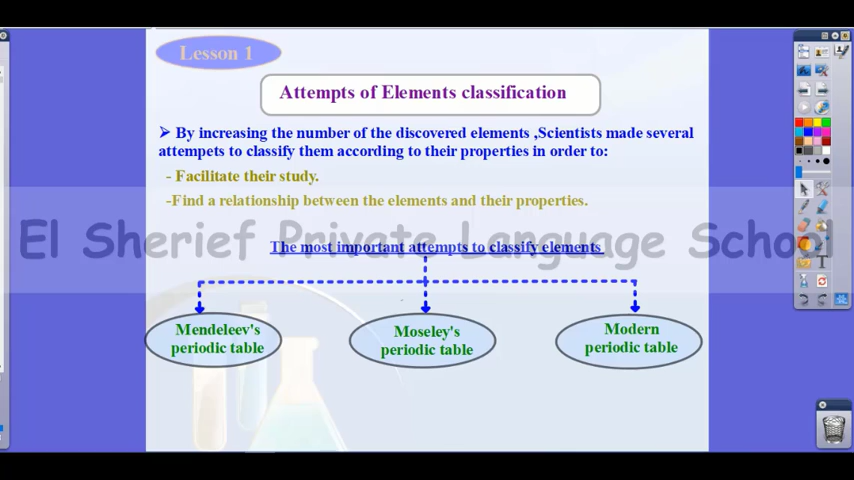 Lesson 1
Attempts of Elements classification
➢ By increasing the number of the discovered elements ,Scientists made several
attempets to classify them according to their properties in order to:
- Facilitate their study.
-Find a relationship between the elements and their properties.
El Sherief Private Language School
The most important attempts to classify elements
Mendeleev's
periodic table
Moseley's
periodic table
Modern
periodic table